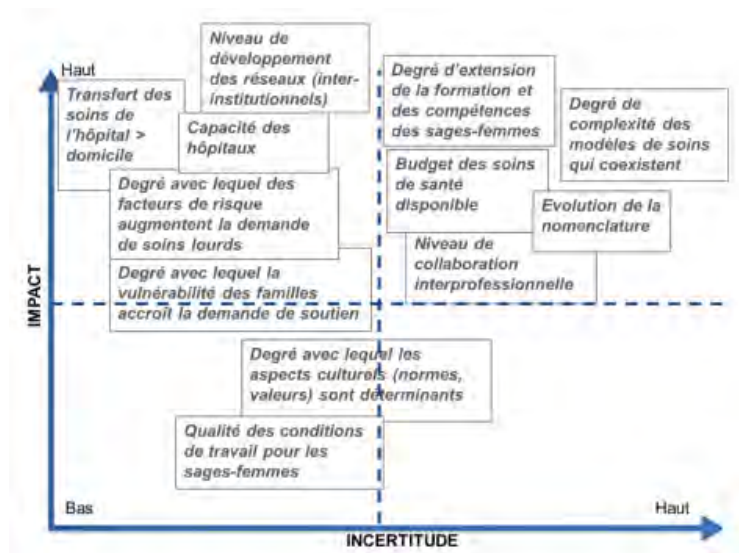 Haut
Niveau de
développement
des réseaux (inter-
institutionnels)
Transfert des
soins de
l'hôpital >
domicile
Capacité des
hôpitaux
Degré d'extension
de la formation et
des compétences
des sages-femmes
Degré de
complexité des
modèles de soins
qui coexistent
Degré avec lequel des
facteurs de risque
augmentent la demande
de soins lourds
Budget des soins
de santé
disponible
Evolution de la
nomenclature
Degré avec lequel la
vulnérabilité des familles
accroît la demande de soutien
Niveau de
collaboration
interprofessionnelle
IMPACT
Degré avec lequel les
aspects culturels (normes,
valeurs) sont déterminants
Qualité des conditions
de travail pour les
sages-femmes
Bas
Haut
INCERTITUDE